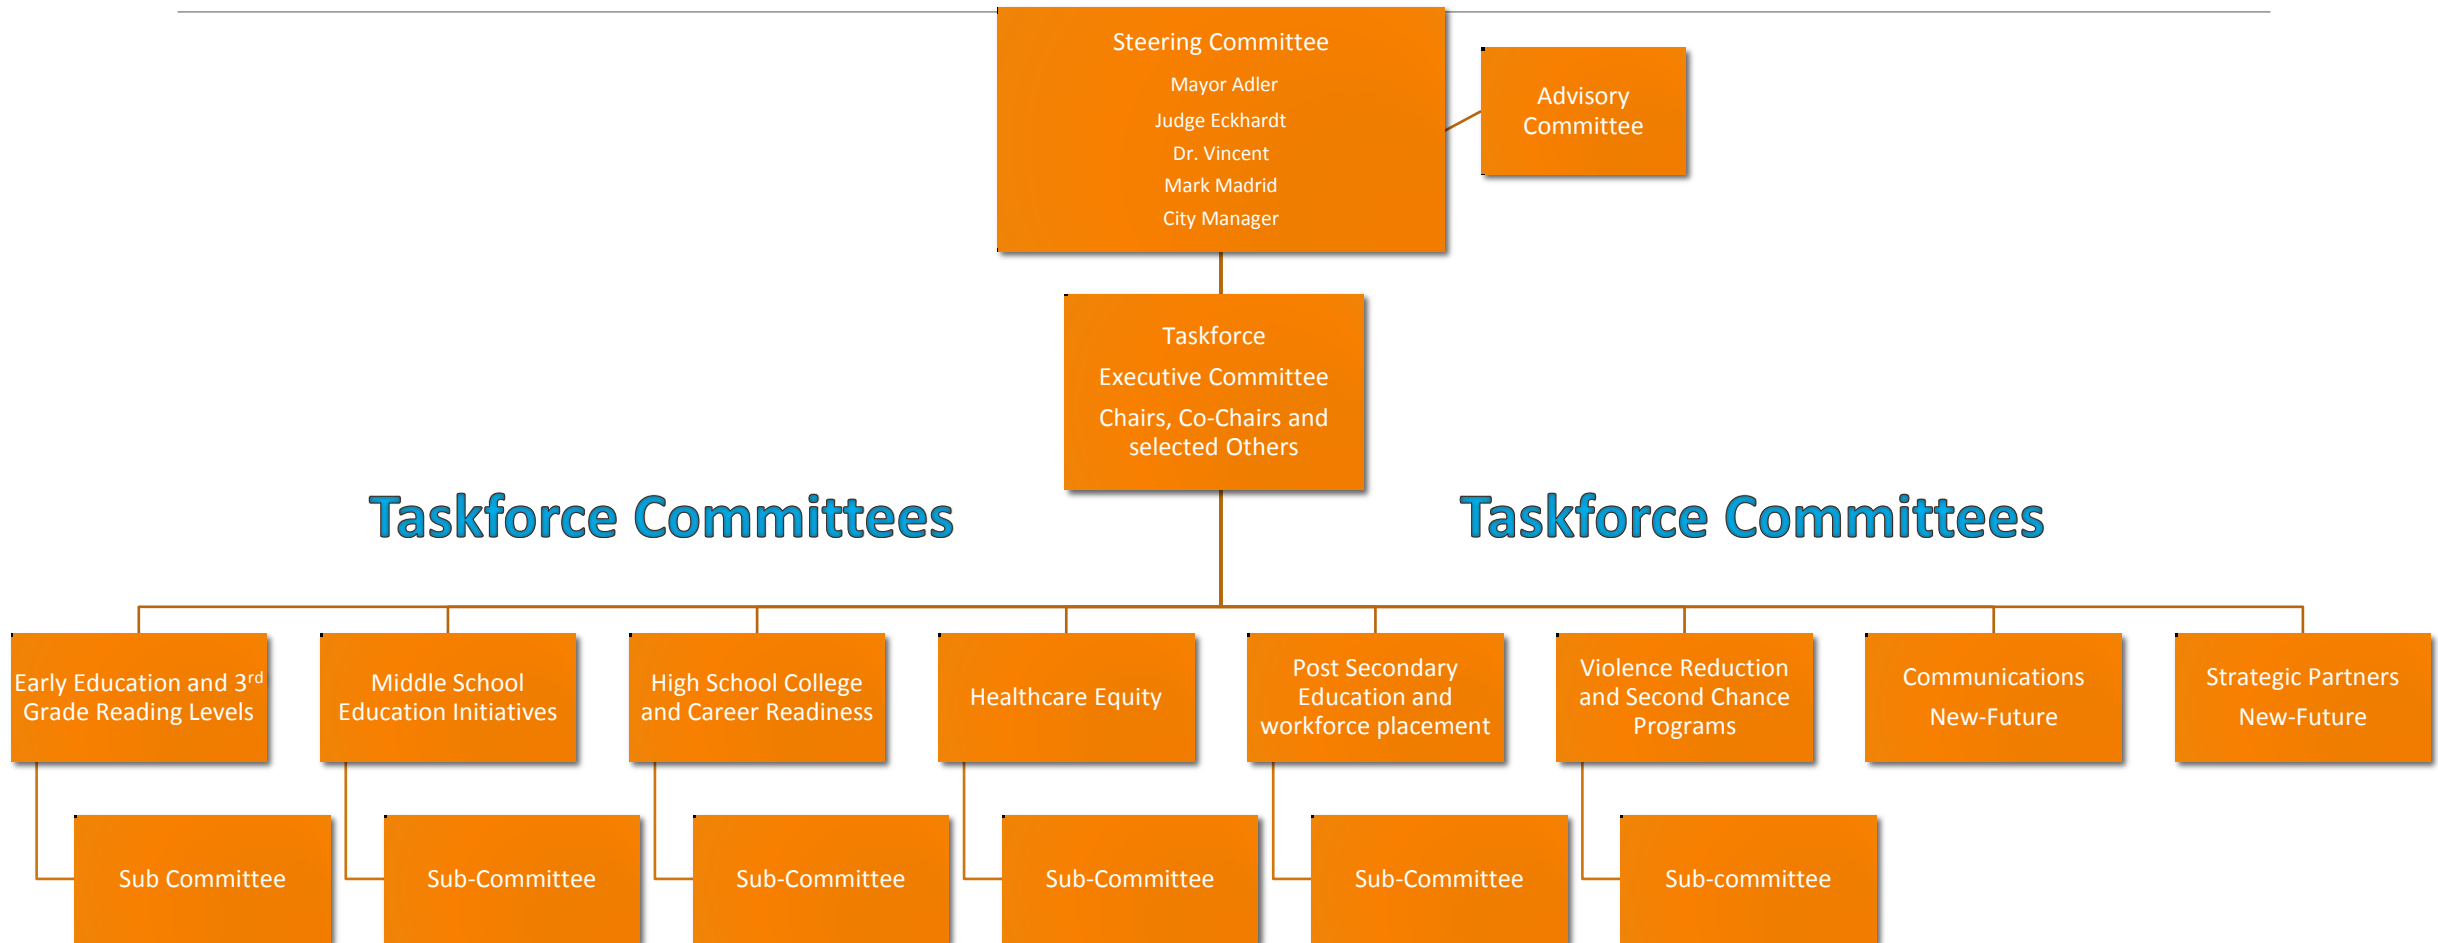 Steering Committee
Mayor Adler
Judge Eckhardt
Dr. Vincent
Mark Madrid
City Manager
Advisory
Committee
Taskforce
Executive Committee
Chairs, Co-Chairs and
selected Others
Taskforce Committees
Taskforce Committees
Early Education and 3rd
Grade Reading Levels
Middle School
Education Initiatives
High School College
and Career Readiness
Healthcare Equity
Post Secondary
Education and
workforce placement
Violence Reduction
and Second Chance
Programs
Communications
New-Future
Strategic Partners
New-Future
Sub Committee
Sub-Committee
Sub-Committee
Sub-Committee
Sub-Committee
Sub-committee